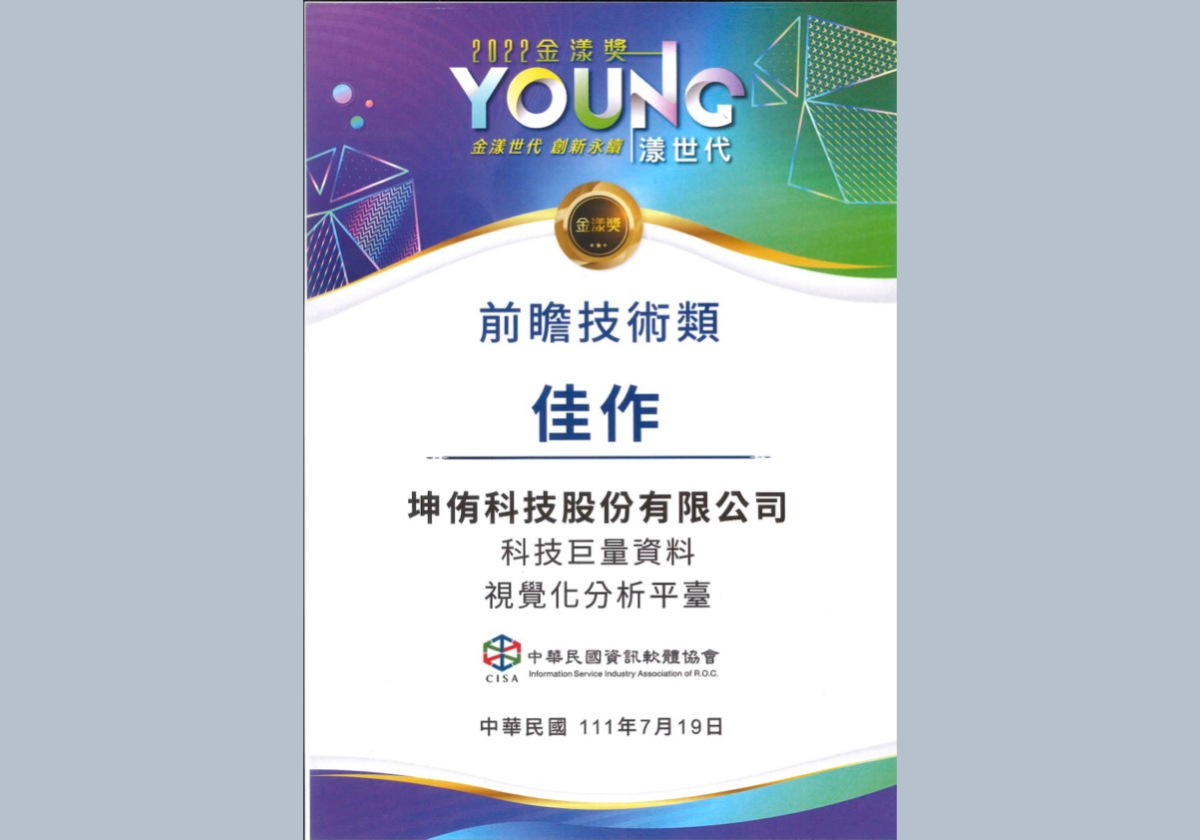 2022金漾獎
YOUNG
金漾世代 創新永續
漾世代
金漾獎
前瞻技術類
佳作
坤侑科技股份有限公司
科技巨量資料
視覺化分析平臺
CISA
中華民國資訊軟體協會
Information Service Industry Association of R.O.C.
中華民國 111年7月19日